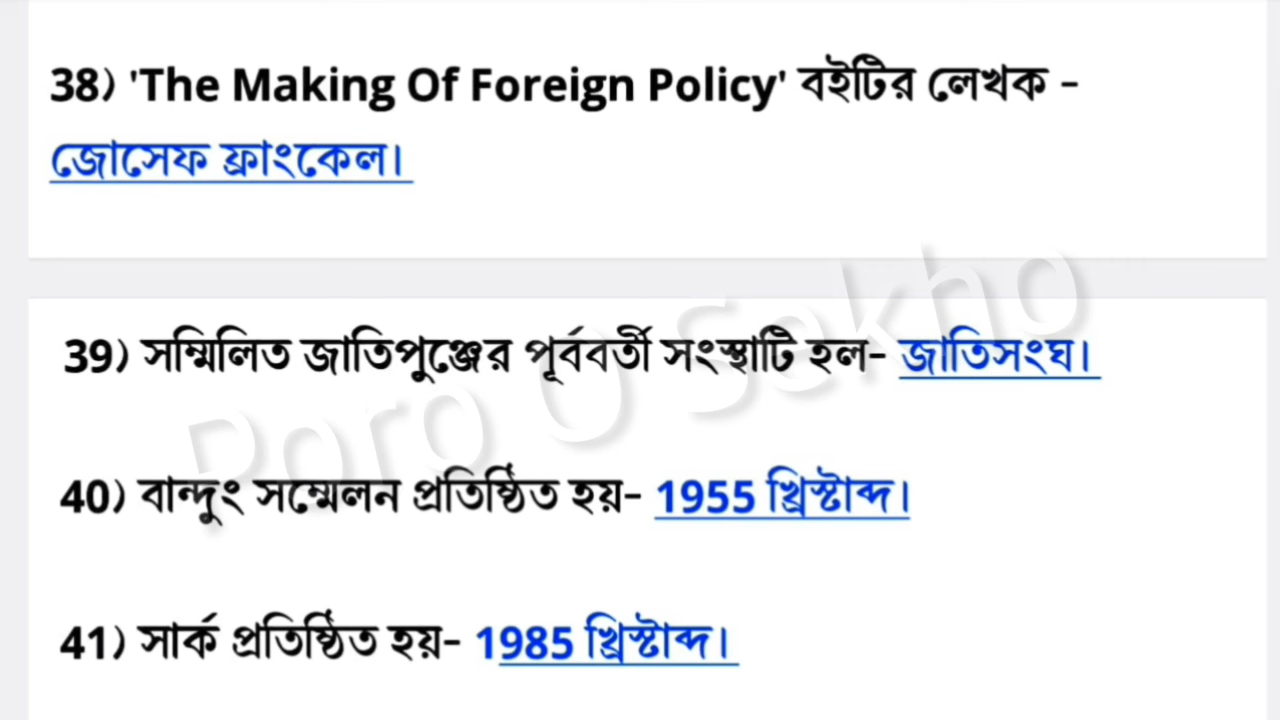 38) 'The Making Of Foreign Policy' বইটির লেখক -
জোসেফ ফ্রাংকেল।
39) সম্মিলিত জাতিপুঞ্জের পূর্ববর্তী সংস্থাটি হল- জাতিসংঘ।
Poro O Sekho
40) বান্দুং সম্মেলন প্রতিষ্ঠিত হয়- 1955 খ্রিস্টাব্দ।
41) সার্ক প্রতিষ্ঠিত হয়- 1985 খ্রিস্টাব্দ।